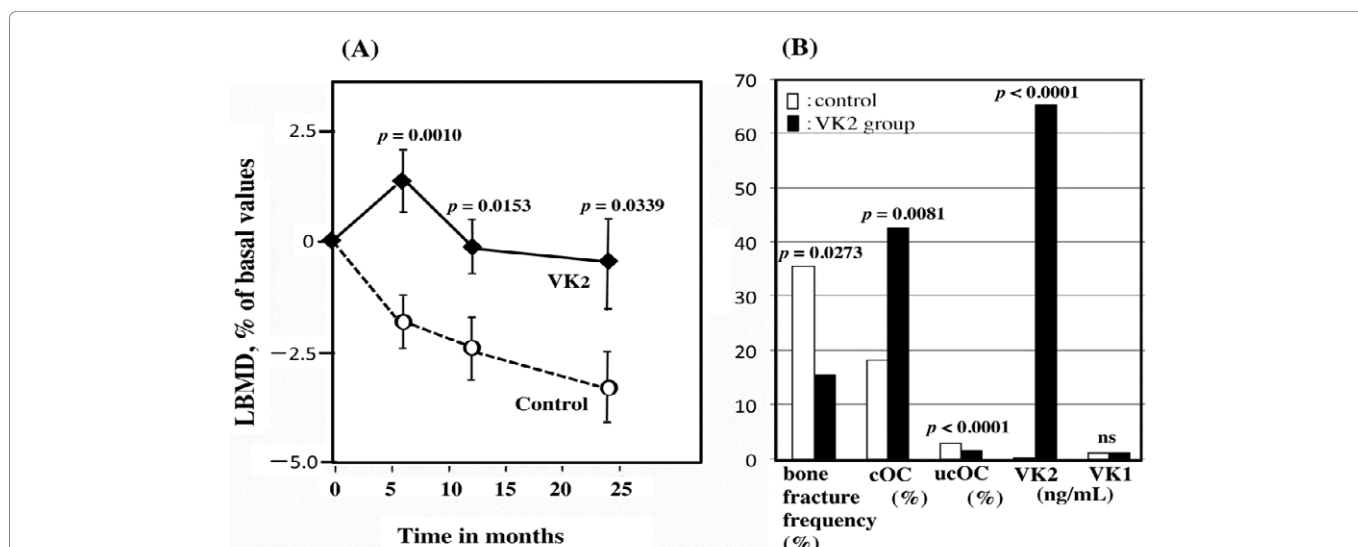 (A)
LBMD, % of basal values
2.5
0
−2.5
−5.0
p = 0.0010
p = 0.0153
p = 0.0339
VK2
Control
0 5 10 15 20 25
Time in months
(B)
70
60
50
40
30
20
10
0
: control
: VK2 group
p < 0.0001
p = 0.0081
p = 0.0273
p < 0.0001
ns
bone fracture frequency (%)
cOC (%)
ucOC (%)
VK2 VK1
(ng/mL)